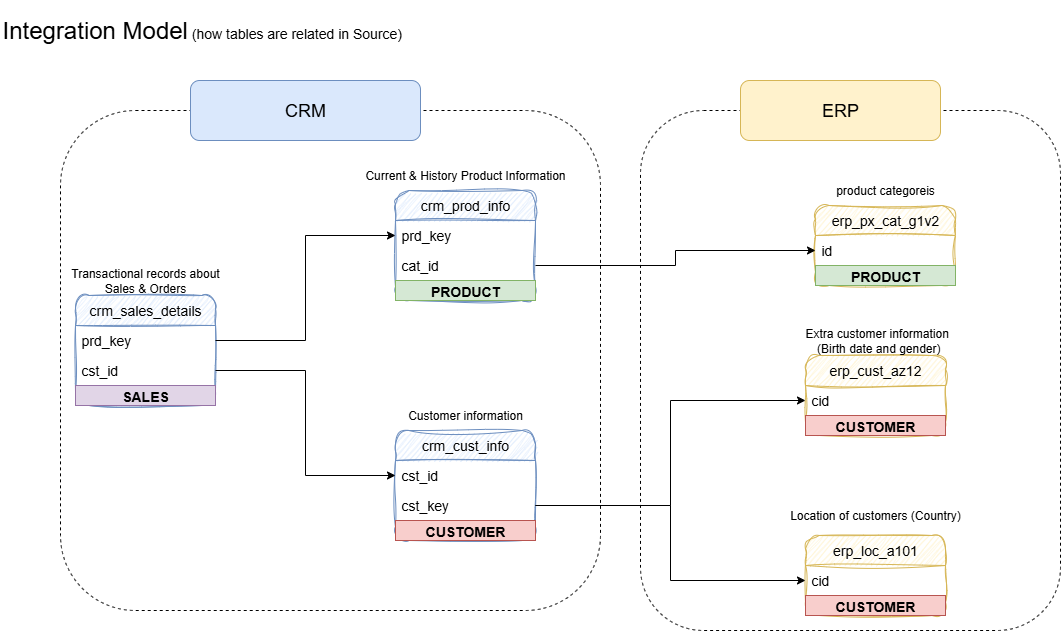 Integration Model (how tables are related in Source)
CRM
ERP
Current & History Product Information
crm_prod_info
prd_key
cat_id
PRODUCT
product categoreis
erp_px_cat_g1v2
id
PRODUCT
Transactional records about
Sales & Orders
crm_sales_details
prd_key
cst_id
SALES
Extra customer information
(Birth date and gender)
erp_cust_az12
cid
CUSTOMER
Customer information
crm_cust_info
cst_id
cst_key
CUSTOMER
Location of customers (Country)
erp_loc_a101
cid
CUSTOMER